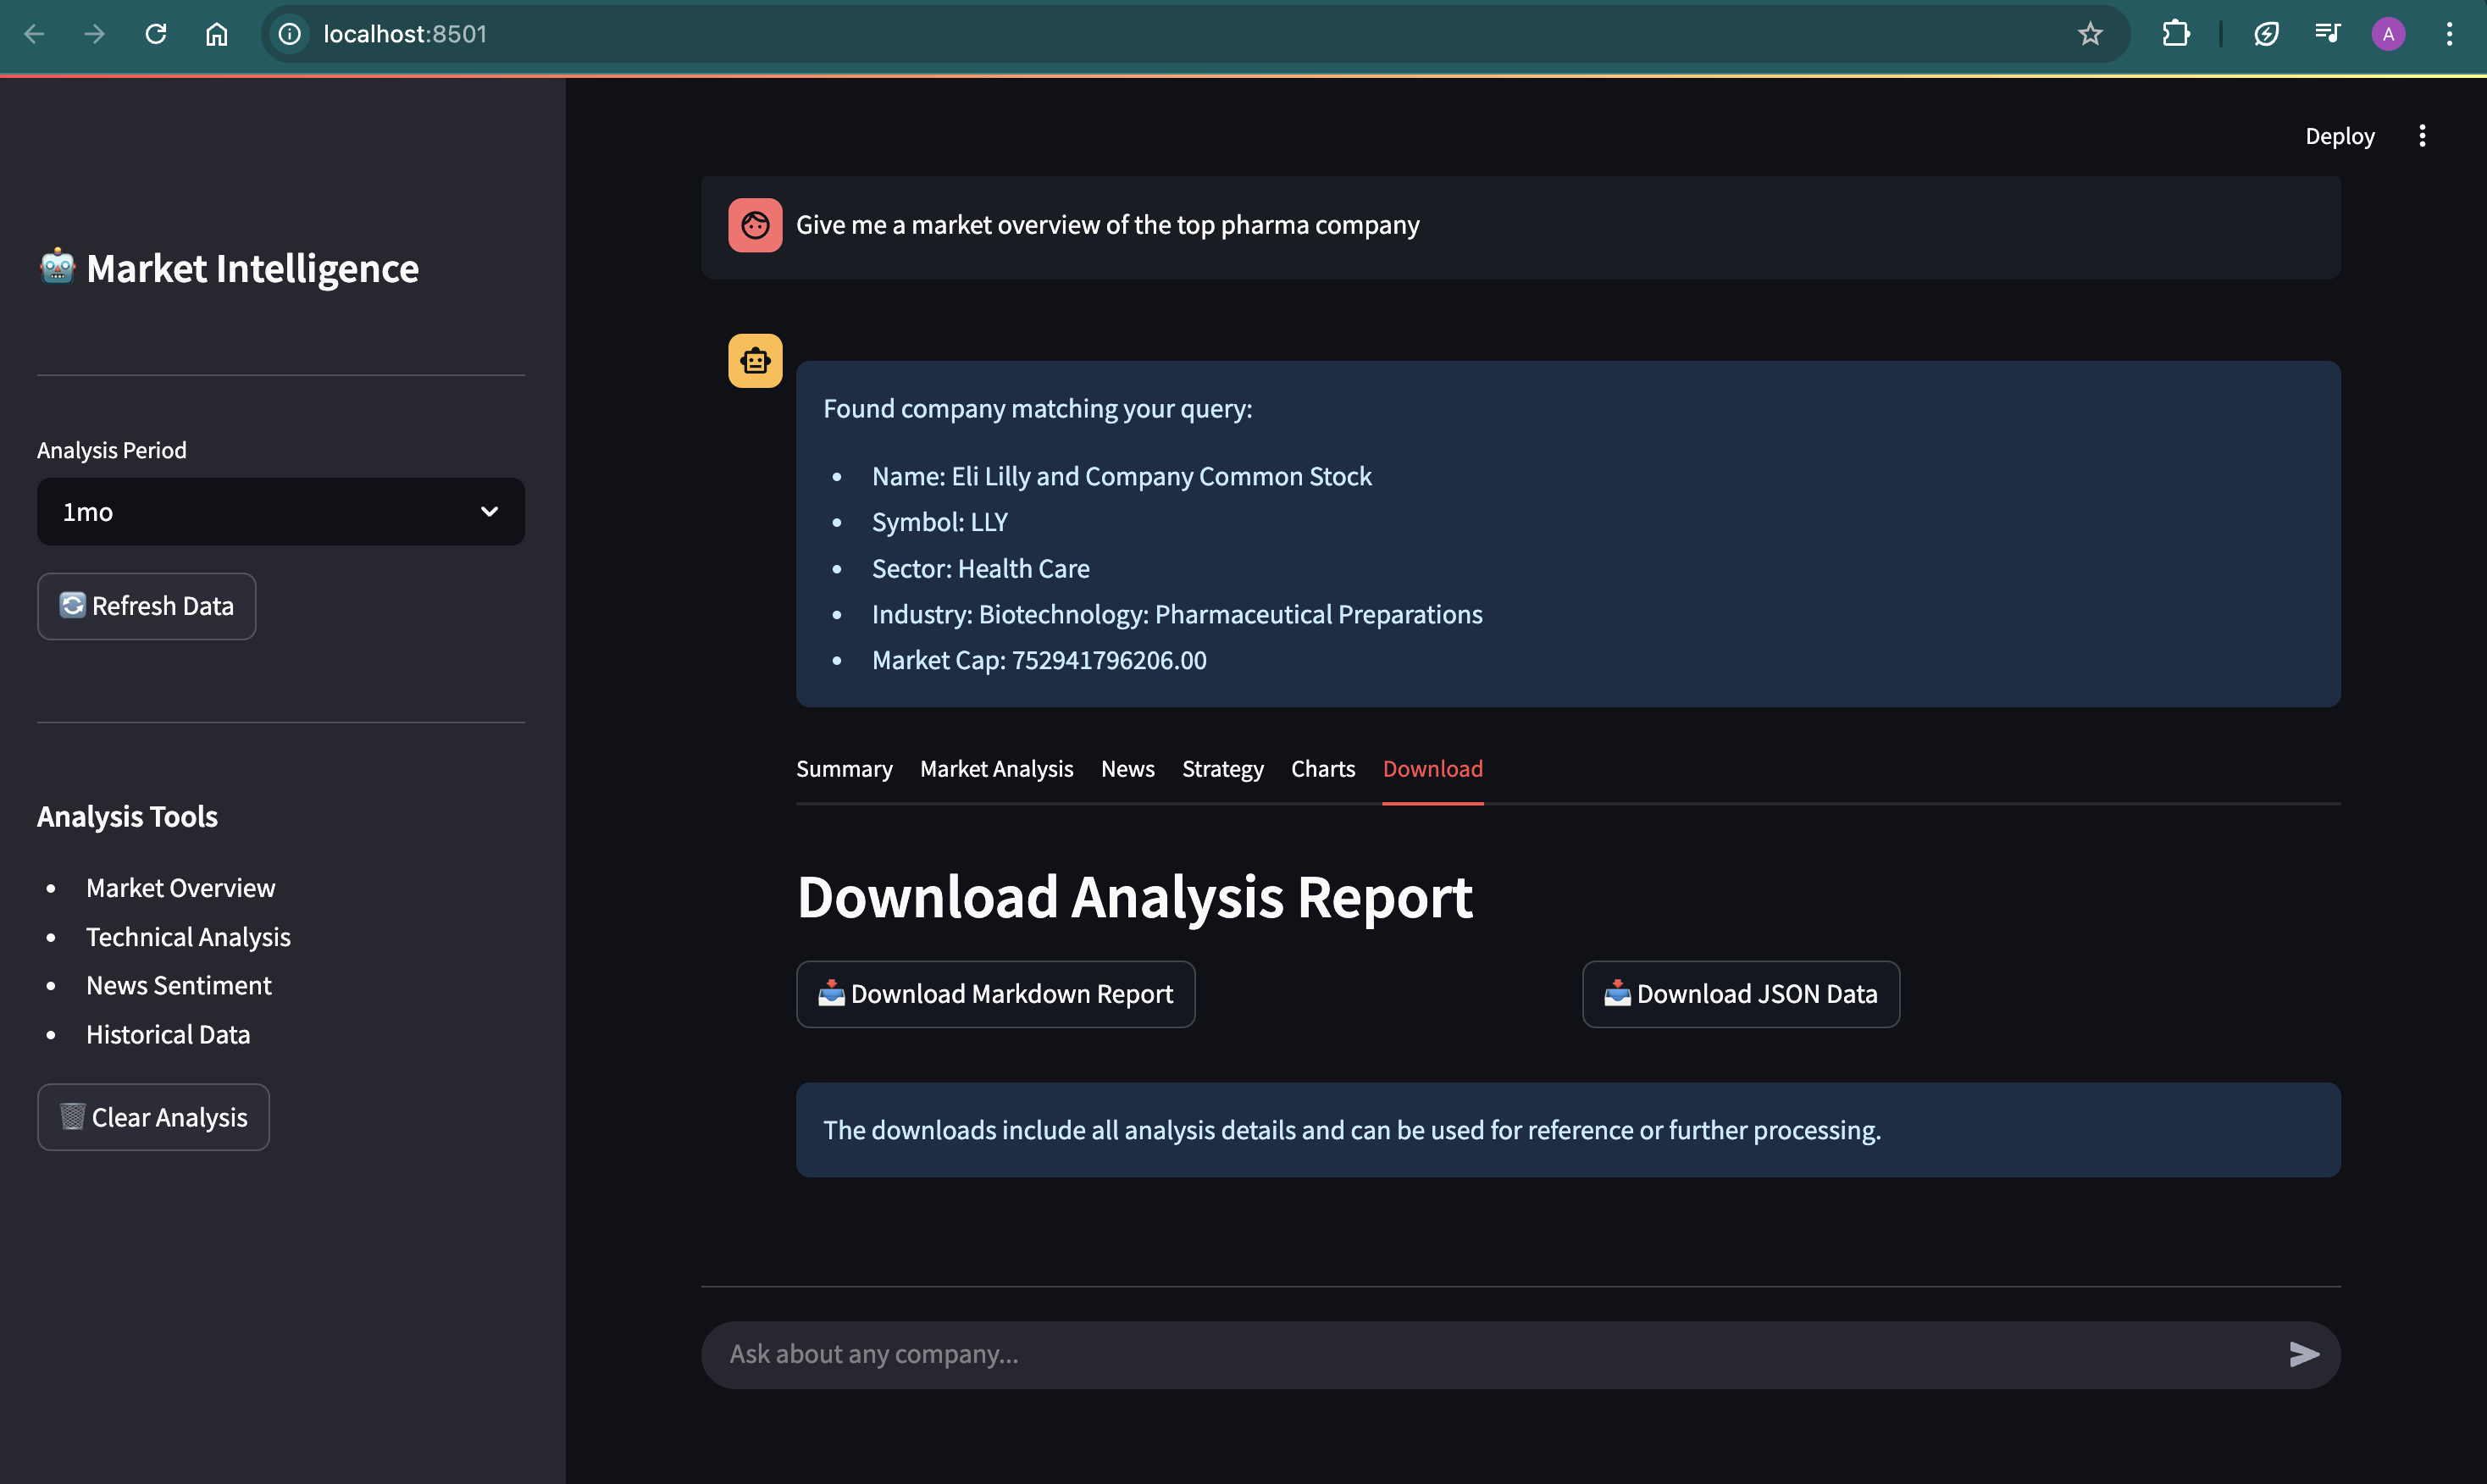 localhost:8501
A
Deploy
Market Intelligence
Analysis Period
1mo
Refresh Data
Analysis Tools
Market Overview
Technical Analysis
News Sentiment
Historical Data
Clear Analysis
Give me a market overview of the top pharma company
Found company matching your query:
Name: Eli Lilly and Company Common Stock
Symbol: LLY
Sector: Health Care
Industry: Biotechnology: Pharmaceutical Preparations
Market Cap: 752941796206.00
Summary Market Analysis News Strategy Charts Download
Download Analysis Report
Download Markdown Report Download JSON Data
The downloads include all analysis details and can be used for reference or further processing.
Ask about any company...